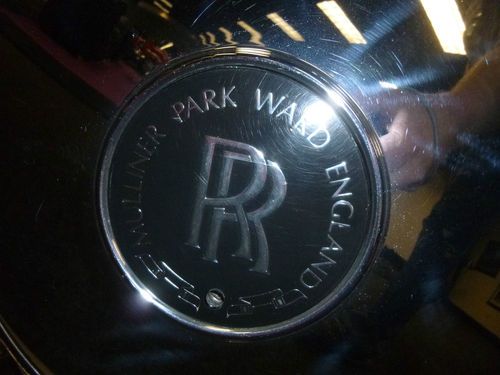 H.J. MULLINER PARK WARD ENGLAND
RR